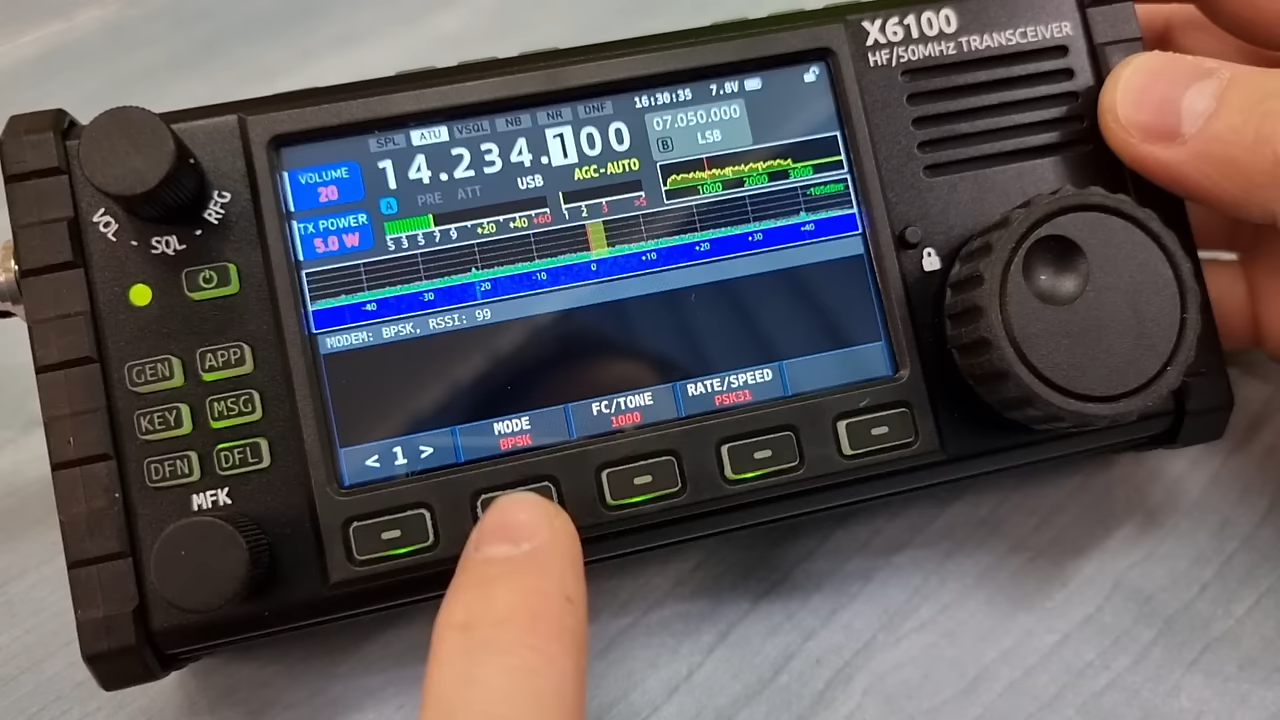 X6100
HF/50MHz TRANSCEIVER
SPL ATU VSQL NB NR DNF
16:30:35 7.8V
VOLUME
20
14.234.100
07.050.000
B LSB
A PRE ATT USB AGC-AUTO
TX POWER
5.0 W
S 3 5 7 9 +20 +40 +60
1 2 3 >5
1000 2000 3000
-105dBm
-40 -30 -20 -10 0 +10 +20 +30 +40
MODEM: BPSK, RSSI: 99
< 1 >
MODE
BPSK
FC/TONE
1000
RATE/SPEED
PSK31
VOL - SQL - RFG
GEN APP
KEY MSG
DFN DFL
MFK